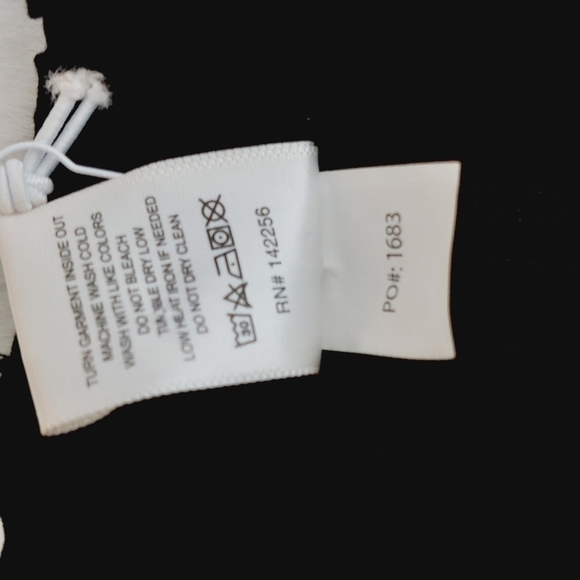 TURN GARMENT INSIDE OUT
MACHINE WASH COLD
WASH WITH LIKE COLORS
DO NOT BLEACH
TUMBLE DRY LOW
LOW HEAT IRON IF NEEDED
DO NOT DRY CLEAN
30
RN# 142256
PO#: 1683